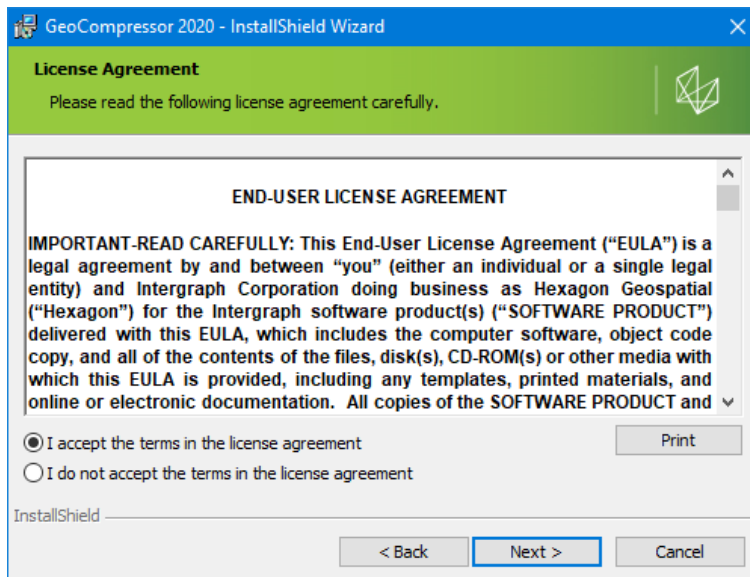 GeoCompressor 2020 - InstallShield Wizard
License Agreement
Please read the following license agreement carefully.
END-USER LICENSE AGREEMENT
IMPORTANT-READ CAREFULLY: This End-User License Agreement (“EULA”) is a
legal agreement by and between “you” (either an individual or a single legal
entity) and Intergraph Corporation doing business as Hexagon Geospatial
(“Hexagon”) for the Intergraph software product(s) (“SOFTWARE PRODUCT”)
delivered with this EULA, which includes the computer software, object code
copy, and all of the contents of the files, disk(s), CD-ROM(s) or other media with
which this EULA is provided, including any templates, printed materials, and
online or electronic documentation. All copies of the SOFTWARE PRODUCT and
I accept the terms in the license agreement
Print
I do not accept the terms in the license agreement
InstallShield
< Back
Next >
Cancel